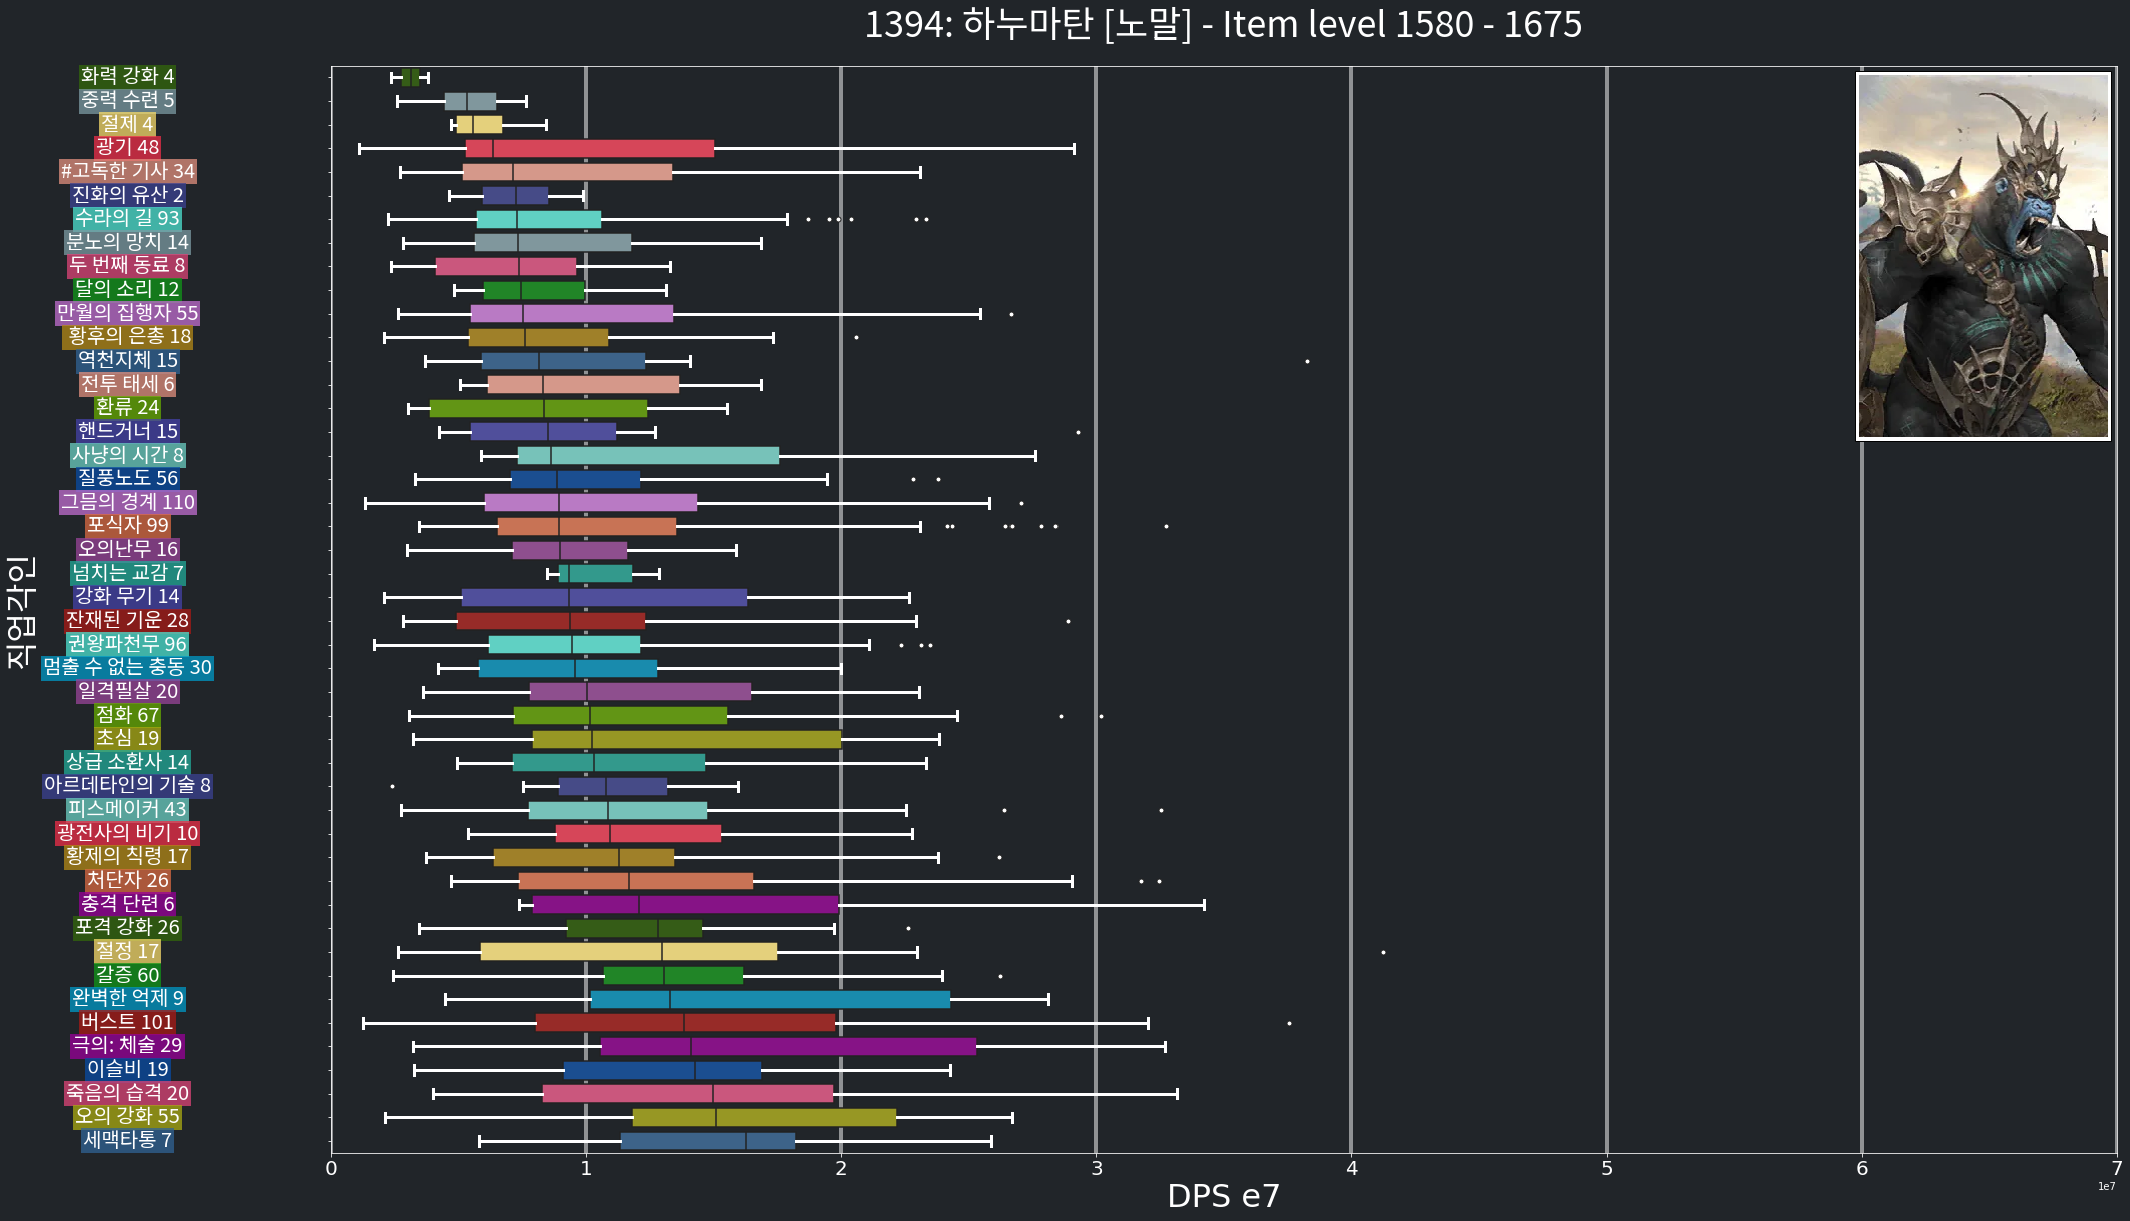 1394: 하누마탄 [노말] - Item level 1580 - 1675
직업각인
화력 강화 4
중력 수련 5
절제 4
광기 48
#고독한 기사 34
진화의 유산 2
수라의 길 93
분노의 망치 14
두 번째 동료 8
달의 소리 12
만월의 집행자 55
황후의 은총 18
역천지체 15
전투 태세 6
환류 24
핸드거너 15
사냥의 시간 8
질풍노도 56
그믐의 경계 110
포식자 99
오의난무 16
넘치는 교감 7
강화 무기 14
잔재된 기운 28
권왕파천무 96
멈출 수 없는 충동 30
일격필살 20
점화 67
초심 19
상급 소환사 14
아르데타인의 기술 8
피스메이커 43
광전사의 비기 10
황제의 칙령 17
처단자 26
충격 단련 6
포격 강화 26
절정 17
갈증 60
완벽한 억제 9
버스트 101
극의: 체술 29
이슬비 19
죽음의 습격 20
오의 강화 55
세맥타통 7
0 1 2 3 4 5 6 7
1e7
DPS e7